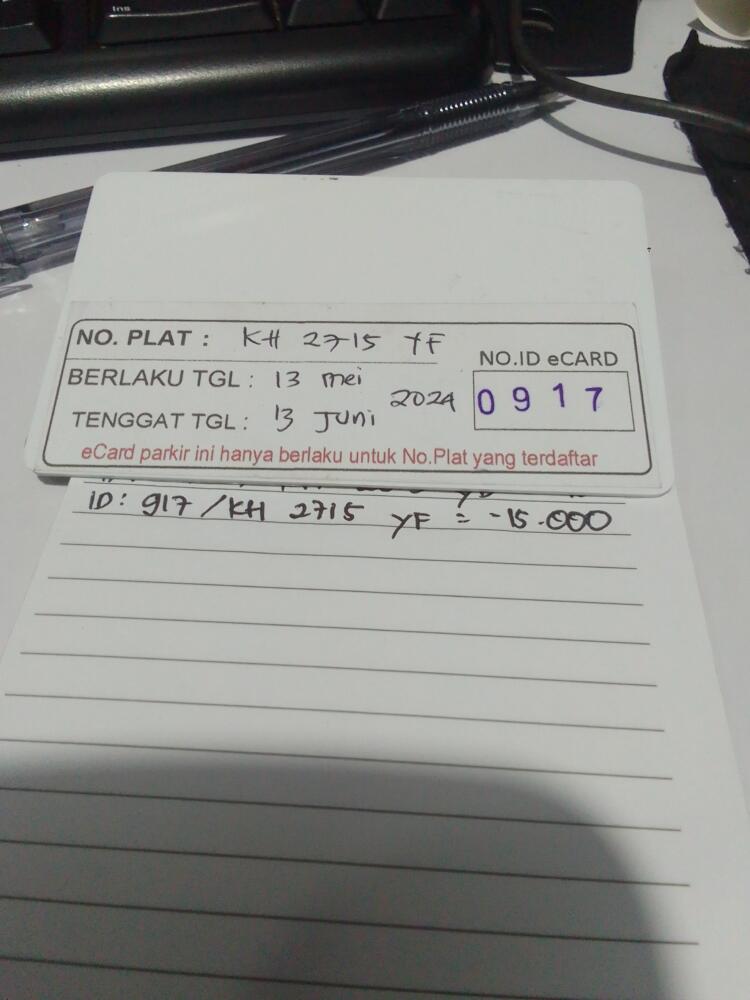 Ins
NO. PLAT : KH 2715 YF
NO.ID eCARD
BERLAKU TGL : 13 mei
2024
0917
TENGGAT TGL : 13 Juni
eCard parkir ini hanya berlaku untuk No.Plat yang terdaftar
ID: 917 / KH 2715 YF = -15.000